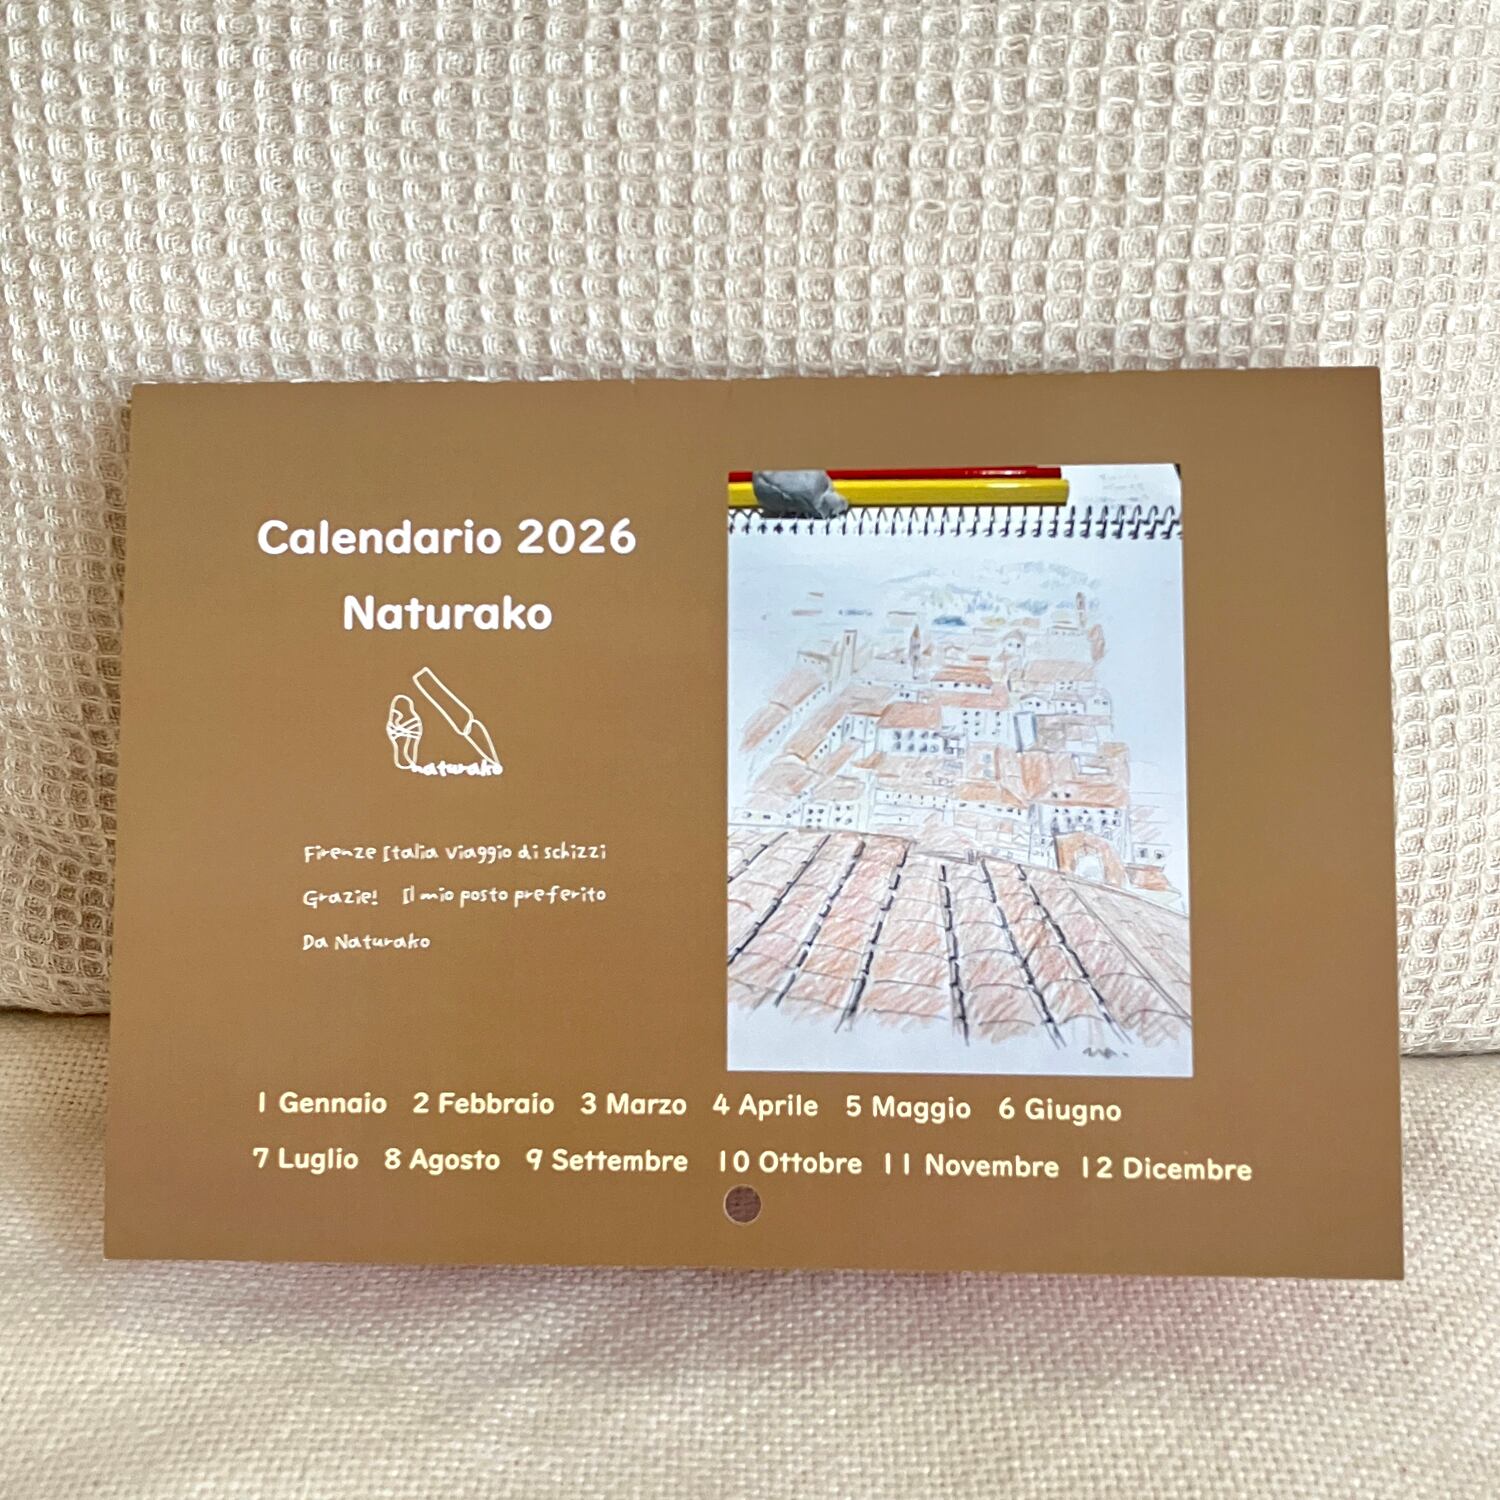 Calendario 2026
Naturako
naturako
Firenze Italia Viaggio di schizzi
Grazie! Il mio posto preferito
Da Naturako
1 Gennaio 2 Febbraio 3 Marzo 4 Aprile 5 Maggio 6 Giugno
7 Luglio 8 Agosto 9 Settembre 10 Ottobre 11 Novembre 12 Dicembre